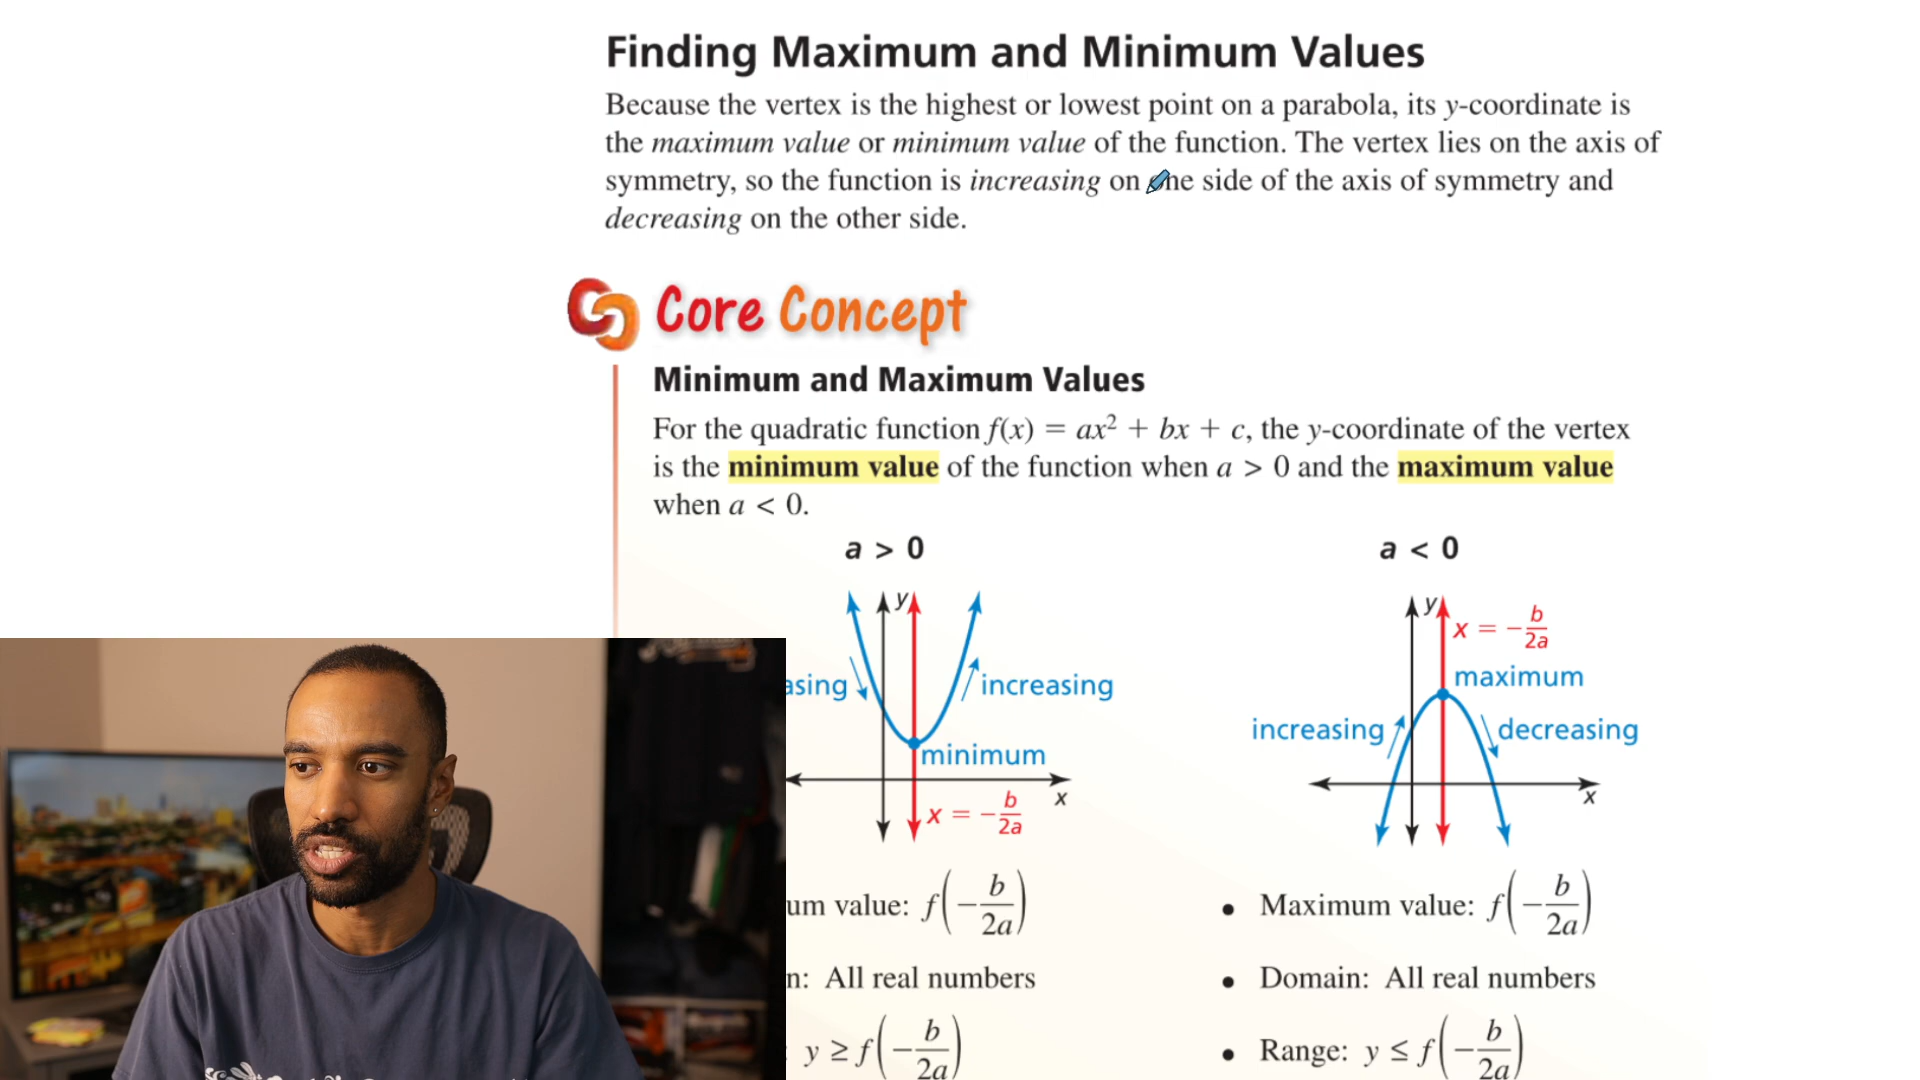 Finding Maximum and Minimum Values
Because the vertex is the highest or lowest point on a parabola, its y-coordinate is
the maximum value or minimum value of the function. The vertex lies on the axis of
symmetry, so the function is increasing on one side of the axis of symmetry and
decreasing on the other side.
Core Concept
Minimum and Maximum Values
For the quadratic function f(x) = ax² + bx + c, the y-coordinate of the vertex
is the minimum value of the function when a > 0 and the maximum value
when a < 0.
a > 0
y
asing
increasing
minimum
x
x = -b/2a
um value: f(-b/2a)
n: All real numbers
y ≥ f(-b/2a)
a < 0
y
x = -b/2a
maximum
increasing
decreasing
x
• Maximum value: f(-b/2a)
• Domain: All real numbers
• Range: y ≤ f(-b/2a)